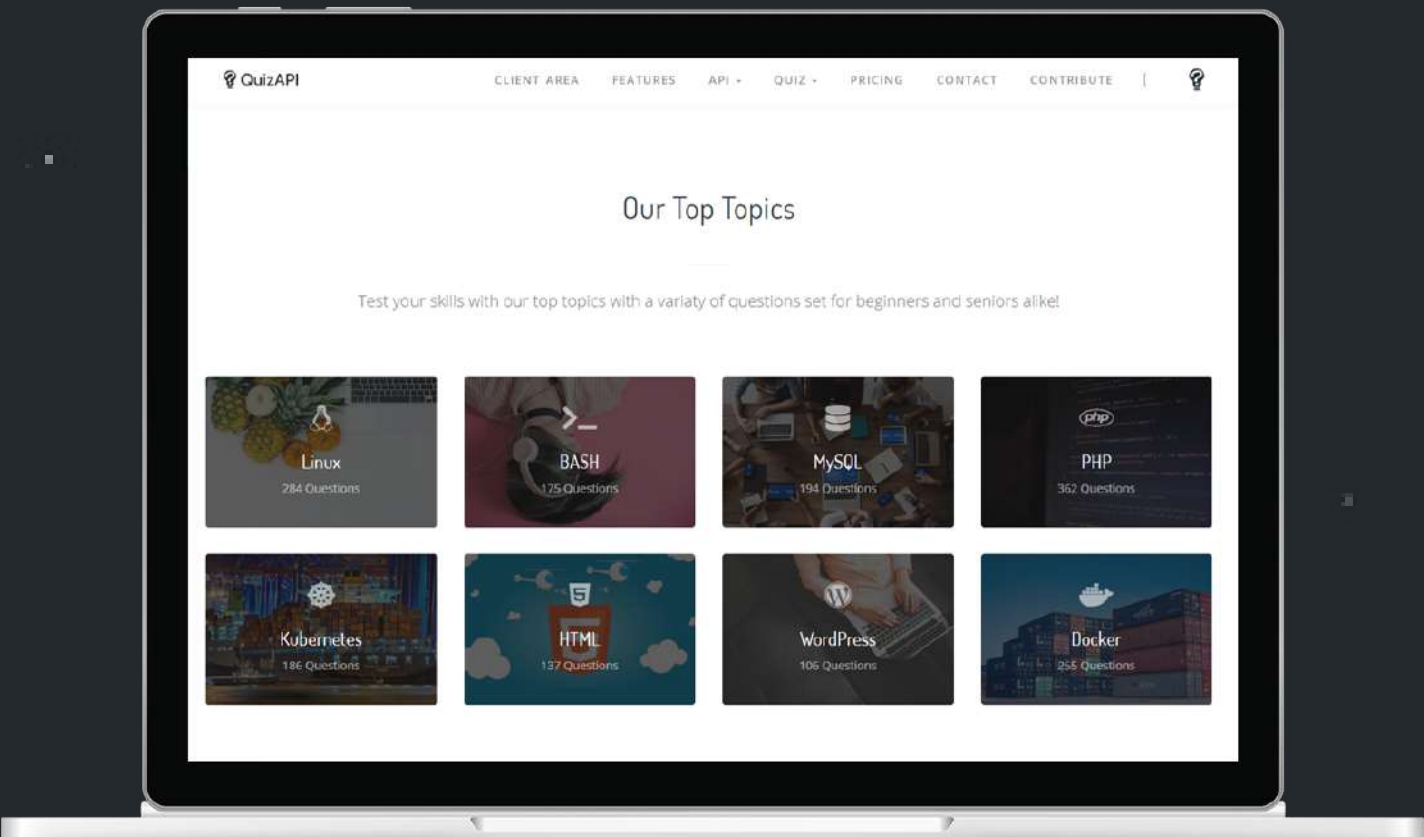 QuizAPI CLIENT AREA FEATURES API QUIZ PRICING CONTACT CONTRIBUTE
Our Top Topics
Test your skills with our top topics with a variaty of questions set for beginners and seniors alike!
Linux
284 Questions
BASH
175 Questions
MySQL
194 Questions
php
PHP
362 Questions
Kubernetes
186 Questions
5
HTML
137 Questions
WordPress
106 Questions
Docker
255 Questions